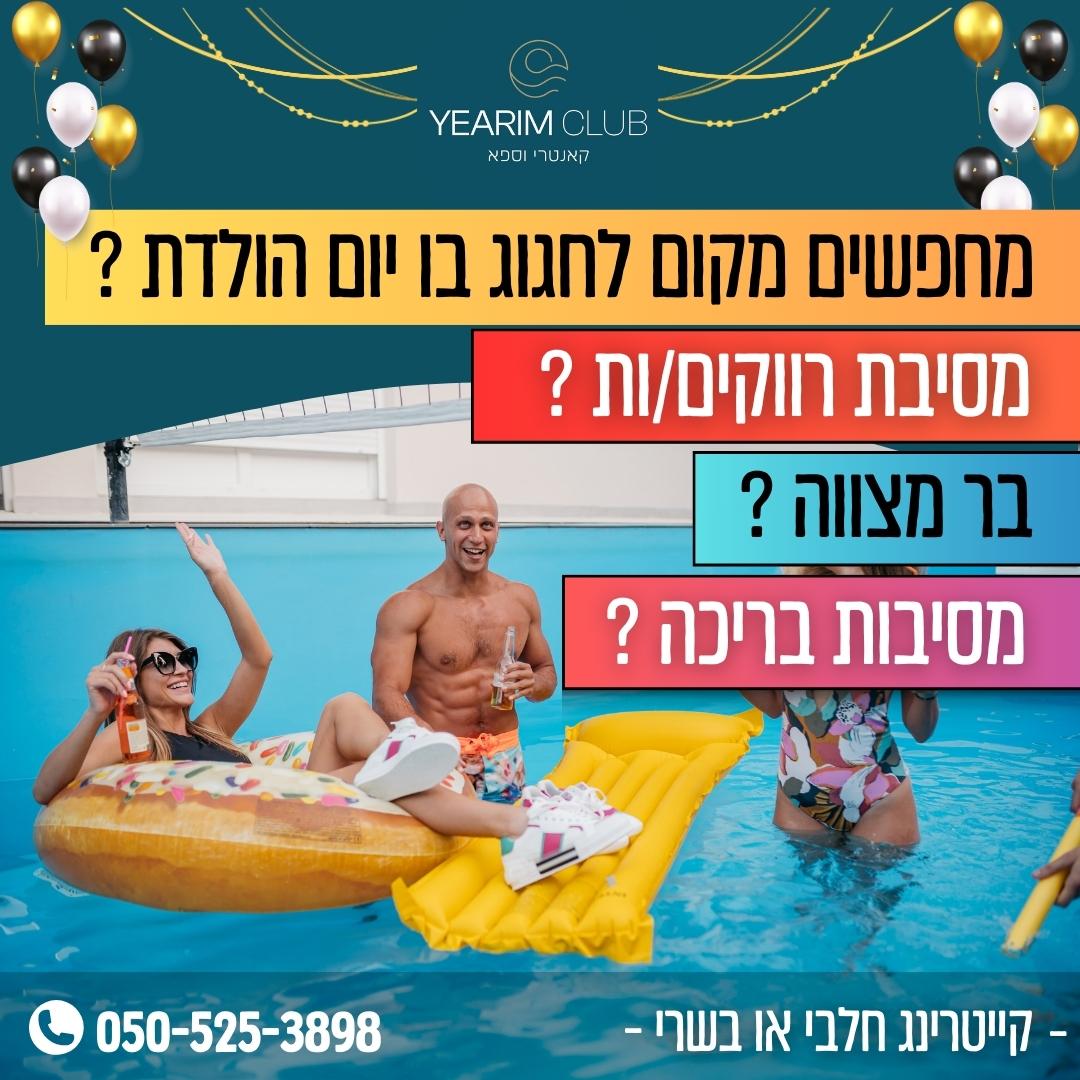 YEARIM CLUB
קאנטרי וספא
מחפשים מקום לחגוג בו יום הולדת ?
מסיבת רווקים/ות ?
בר מצווה ?
מסיבות בריכה ?
- קייטרינג חלבי או בשרי -
050-525-3898